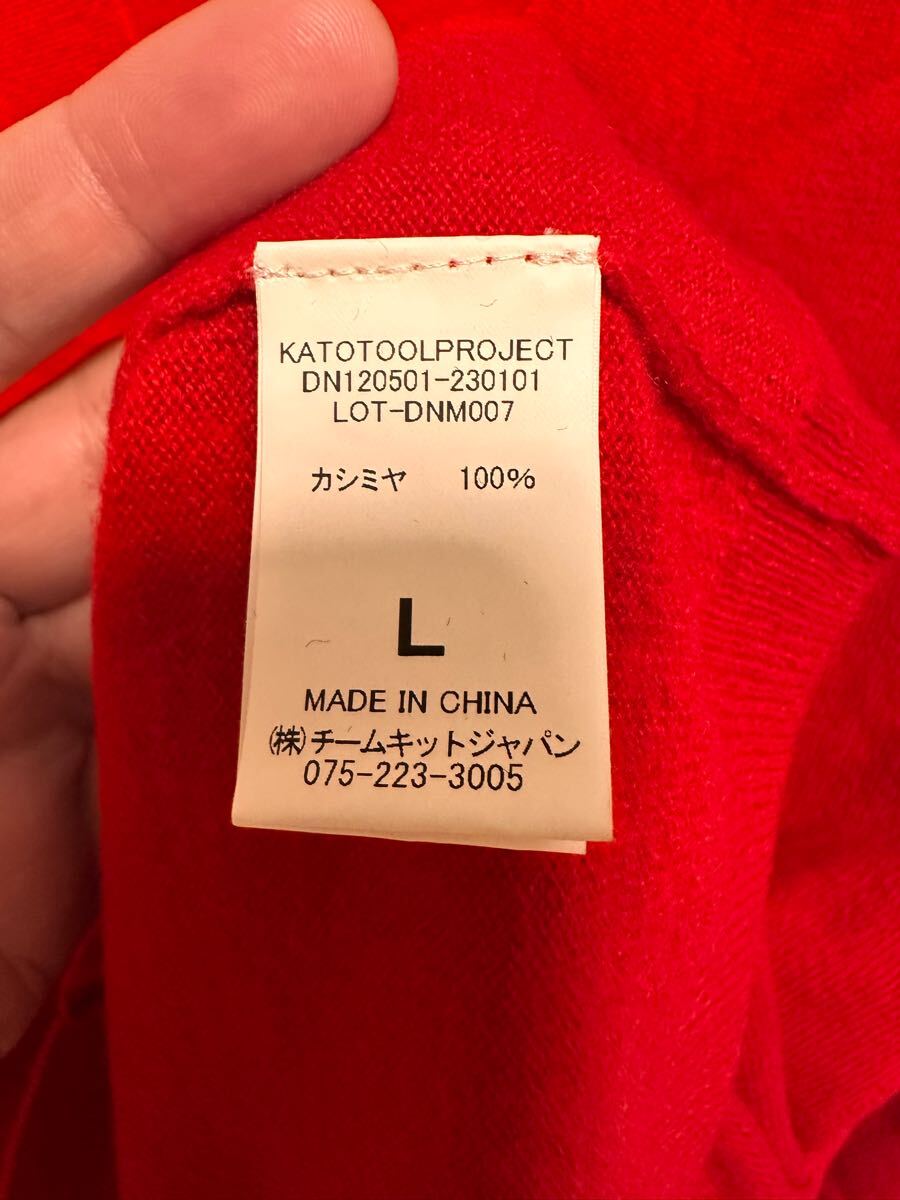 KATOTOOLPROJECT
DN120501-230101
LOT-DNM007
カシミヤ 100%
L
MADE IN CHINA
㈱チームキットジャパン
075-223-3005